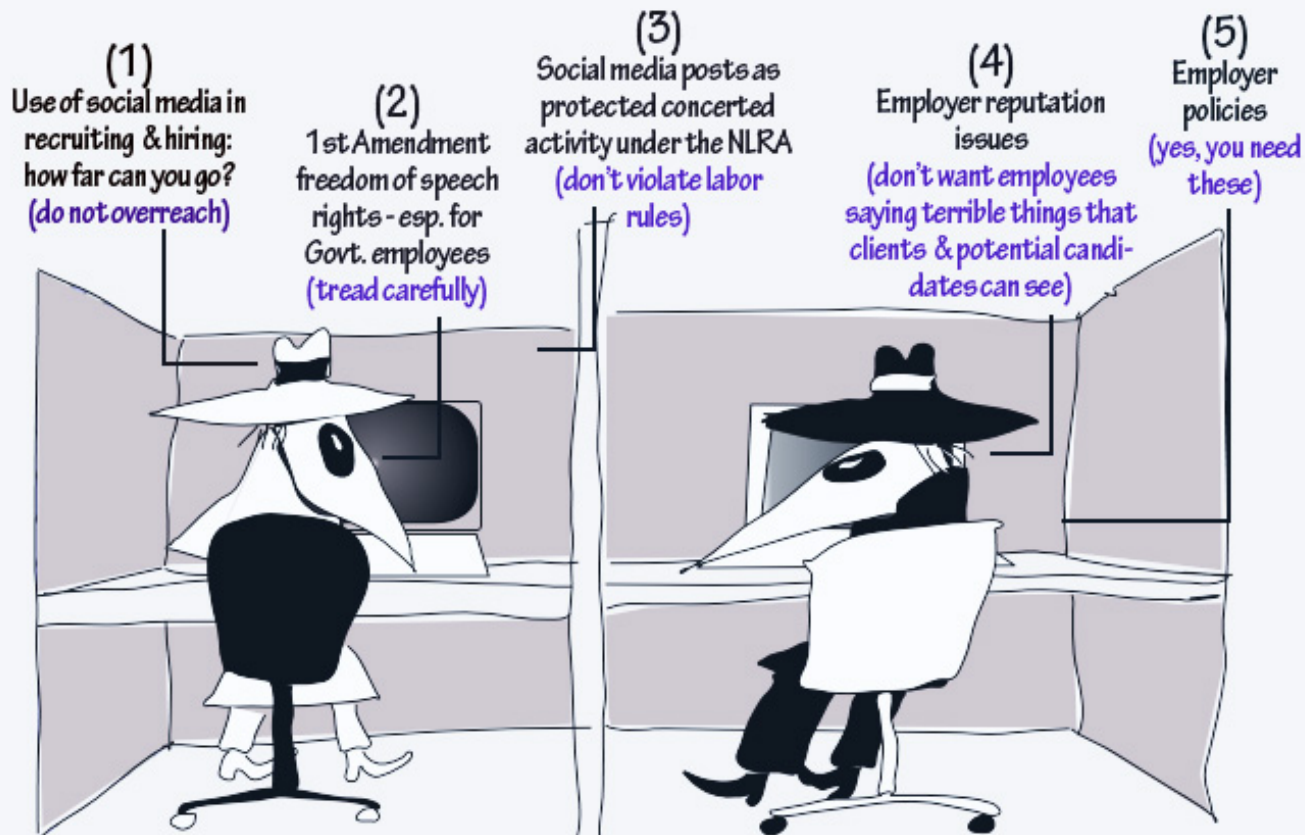 (1)
Use of social media in
recruiting & hiring:
how far can you go?
(do not overreach)
(2)
1st Amendment
freedom of speech
rights - esp. for
Govt. employees
(tread carefully)
(3)
Social media posts as
protected concerted
activity under the NLRA
(don't violate labor
rules)
(4)
Employer reputation
issues
(don't want employees
saying terrible things that
clients & potential candi-
dates can see)
(5)
Employer
policies
(yes, you need
these)